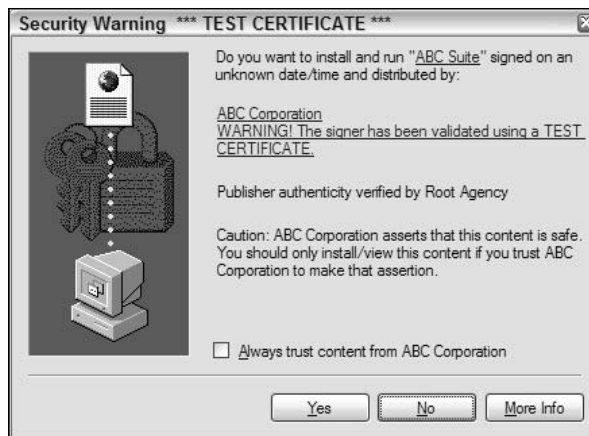 Security Warning *** TEST CERTIFICATE ***
Do you want to install and run "ABC Suite" signed on an
unknown date/time and distributed by:
ABC Corporation
WARNING! The signer has been validated using a TEST
CERTIFICATE.
Publisher authenticity verified by Root Agency
Caution: ABC Corporation asserts that this content is safe.
You should only install/view this content if you trust ABC
Corporation to make that assertion.
Always trust content from ABC Corporation
Yes No More Info